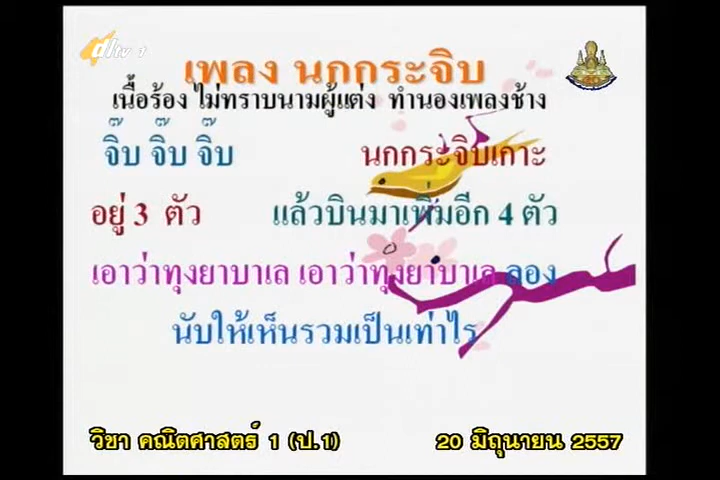 dltv 1
เพลง นกกระจิบ
เนื้อร้อง ไม่ทราบนามผู้แต่ง ทำนองเพลงช้าง
จิ๊บ จิ๊บ จิ๊บ นกกระจิบเกาะ
อยู่ 3 ตัว แล้วบินมาเพิ่มอีก 4 ตัว
เอาว่าทุงยาบาเล เอาว่าทุงยาบาเล ลอง
นับให้เห็นรวมเป็นเท่าไร
วิชา คณิตศาสตร์ 1 (ป.1) 20 มิถุนายน 2557